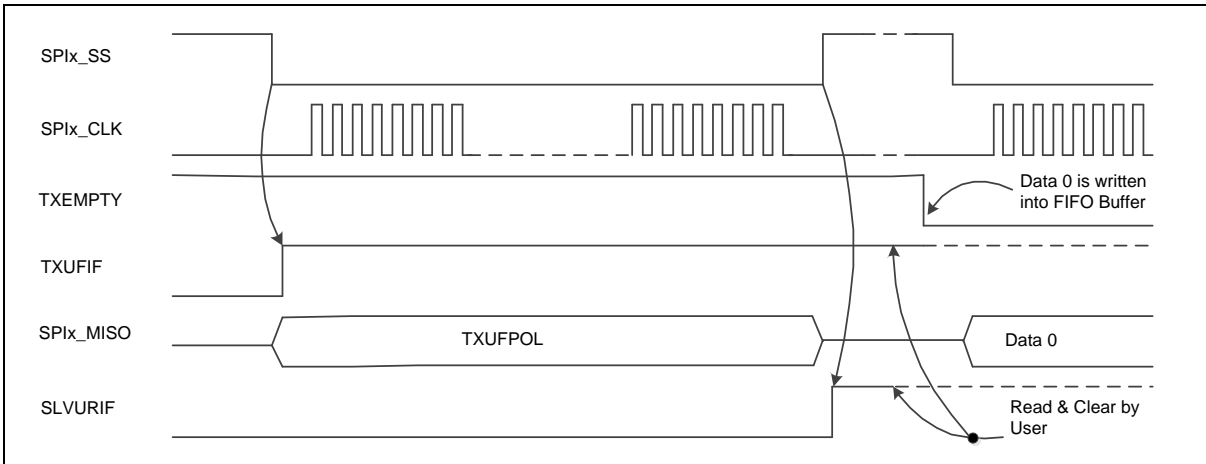 SPIx_SS
SPIx_CLK
TXEMPTY
Data 0 is written
into FIFO Buffer
TXUFIF
SPIx_MISO
TXUFPOL
Data 0
SLVURIF
Read & Clear by
User